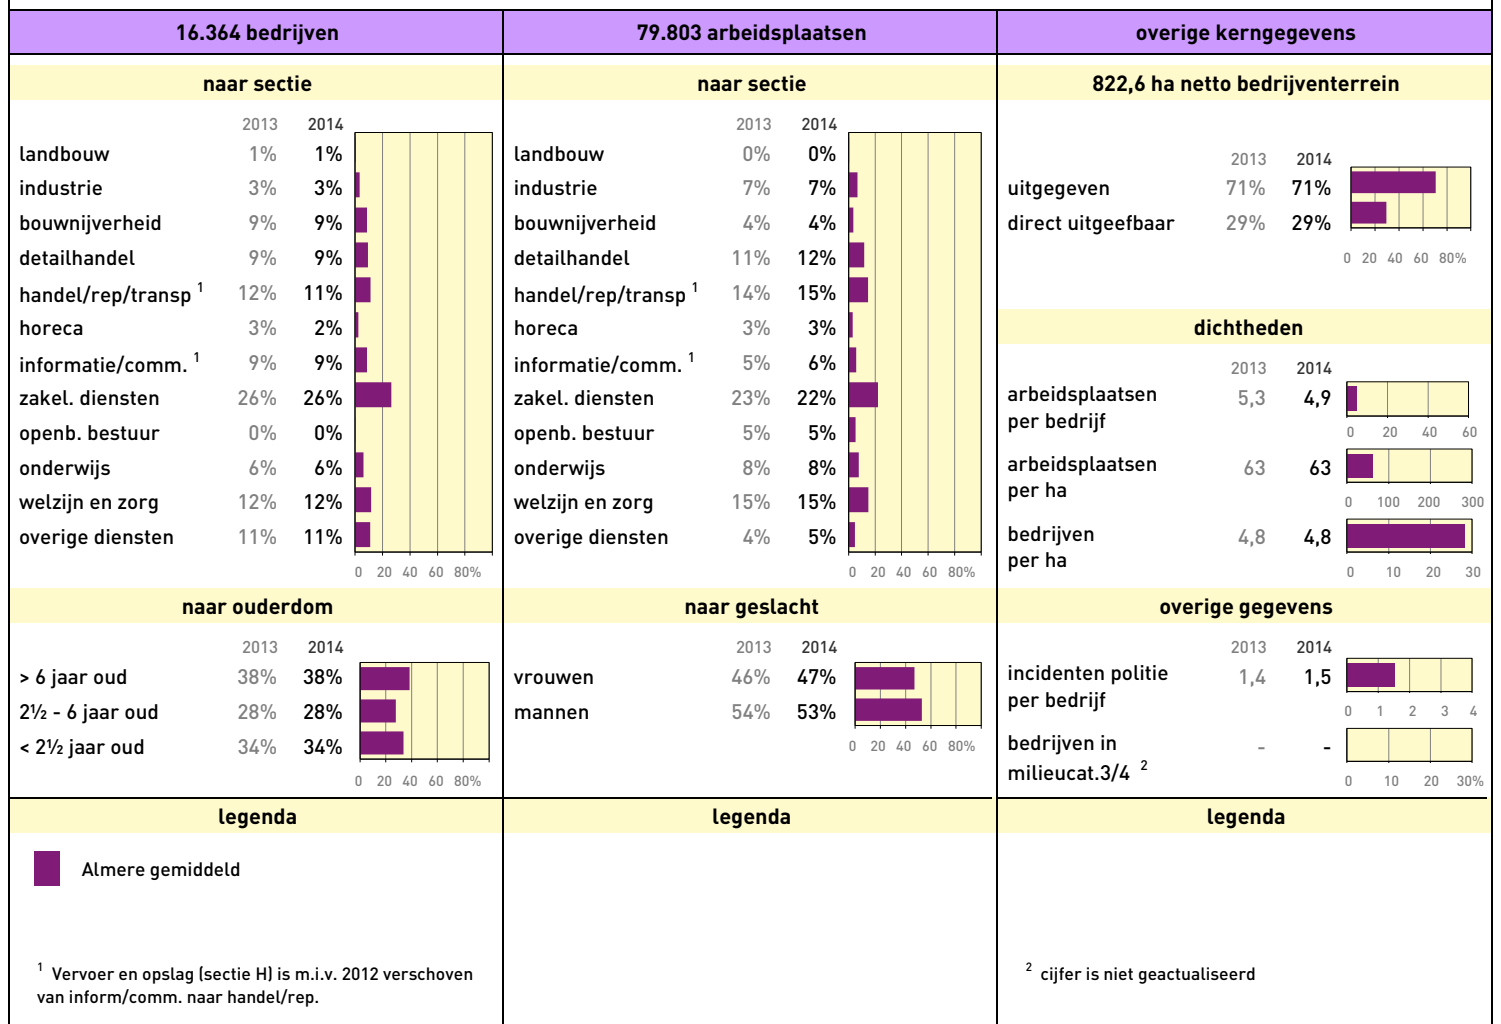 16.364 bedrijven
naar sectie
2013 2014
landbouw 1% 1%
industrie 3% 3%
bouwnijverheid 9% 9%
detailhandel 9% 9%
handel/rep/transp 1 12% 11%
horeca 3% 2%
informatie/comm. 1 9% 9%
zakel. diensten 26% 26%
openb. bestuur 0% 0%
onderwijs 6% 6%
welzijn en zorg 12% 12%
overige diensten 11% 11%
0 20 40 60 80%
naar ouderdom
2013 2014
> 6 jaar oud 38% 38%
2½ - 6 jaar oud 28% 28%
< 2½ jaar oud 34% 34%
0 20 40 60 80%
legenda
Almere gemiddeld
1 Vervoer en opslag (sectie H) is m.i.v. 2012 verschoven
van inform/comm. naar handel/rep.
79.803 arbeidsplaatsen
naar sectie
2013 2014
landbouw 0% 0%
industrie 7% 7%
bouwnijverheid 4% 4%
detailhandel 11% 12%
handel/rep/transp 1 14% 15%
horeca 3% 3%
informatie/comm. 1 5% 6%
zakel. diensten 23% 22%
openb. bestuur 5% 5%
onderwijs 8% 8%
welzijn en zorg 15% 15%
overige diensten 4% 5%
0 20 40 60 80%
naar geslacht
2013 2014
vrouwen 46% 47%
mannen 54% 53%
0 20 40 60 80%
legenda
overige kerngegevens
822,6 ha netto bedrijventerrein
2013 2014
uitgegeven 71% 71%
direct uitgeefbaar 29% 29%
0 20 40 60 80%
dichtheden
2013 2014
arbeidsplaatsen 5,3 4,9
per bedrijf
0 20 40 60
arbeidsplaatsen 63 63
per ha
0 100 200 300
bedrijven 4,8 4,8
per ha
0 10 20 30
overige gegevens
2013 2014
incidenten politie 1,4 1,5
per bedrijf
0 1 2 3 4
bedrijven in - -
milieucat.3/4 2
0 10 20 30%
legenda
2 cijfer is niet geactualiseerd